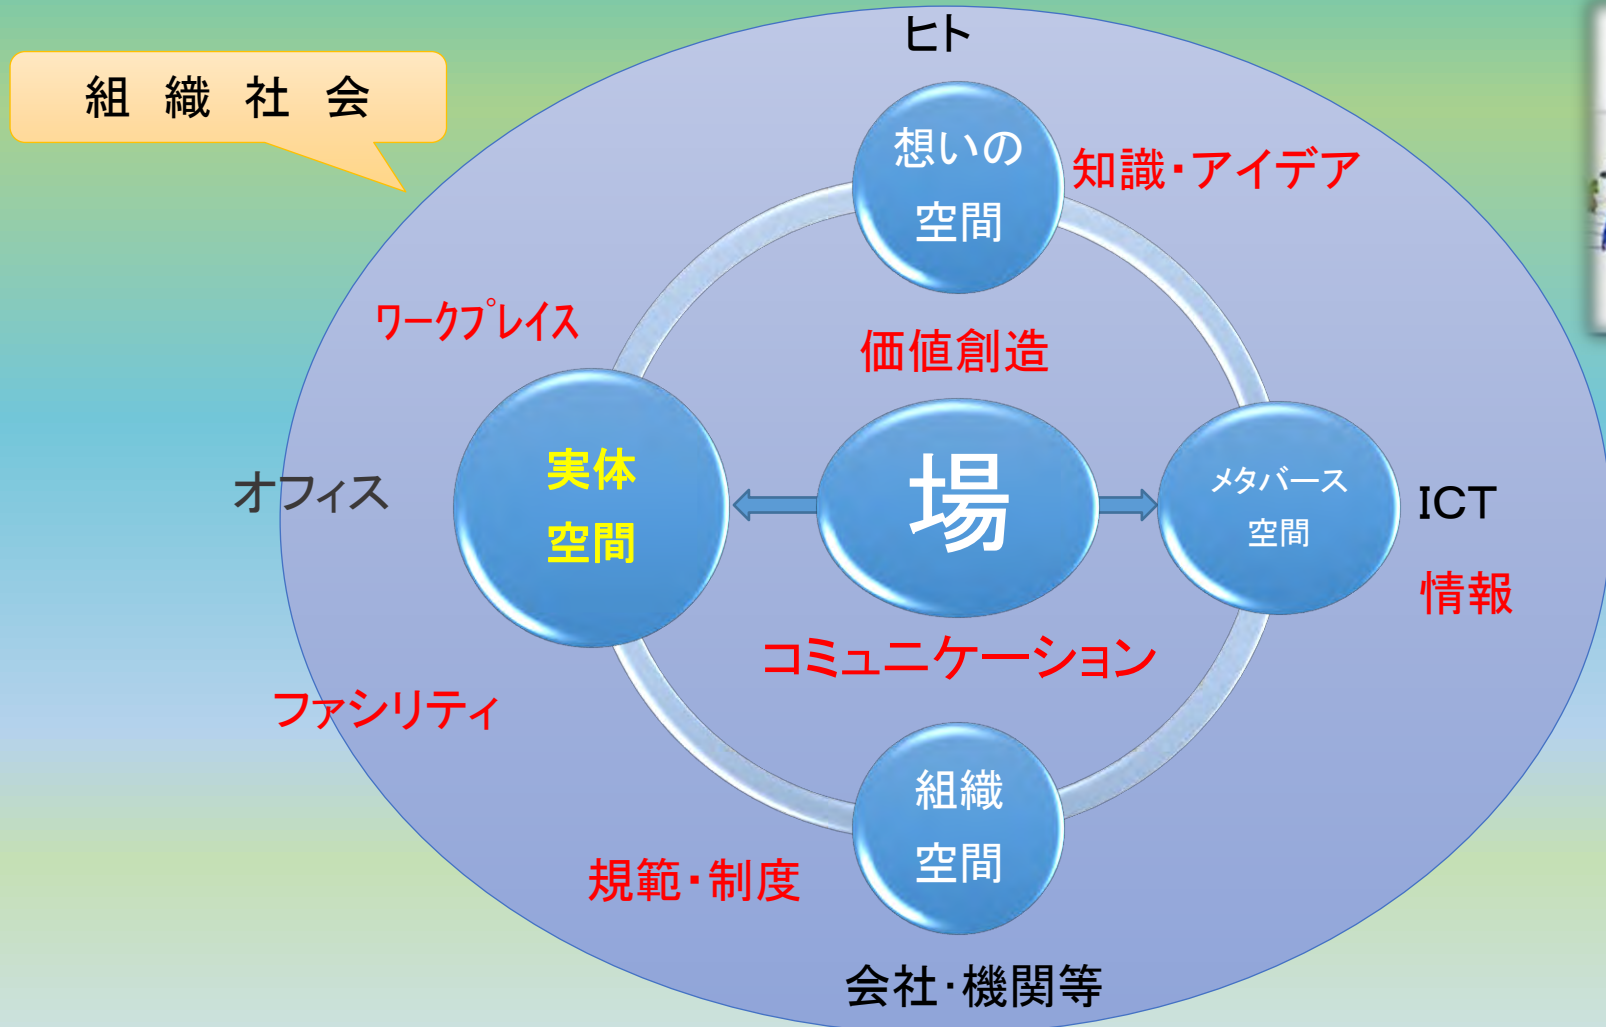 ヒト
組 織 社 会
想いの
空間
知識・アイデア
ワークプレイス
価値創造
実体
空間
オフィス
場
メタバース
空間
ICT
情報
コミュニケーション
ファシリティ
組織
空間
規範・制度
会社・機関等